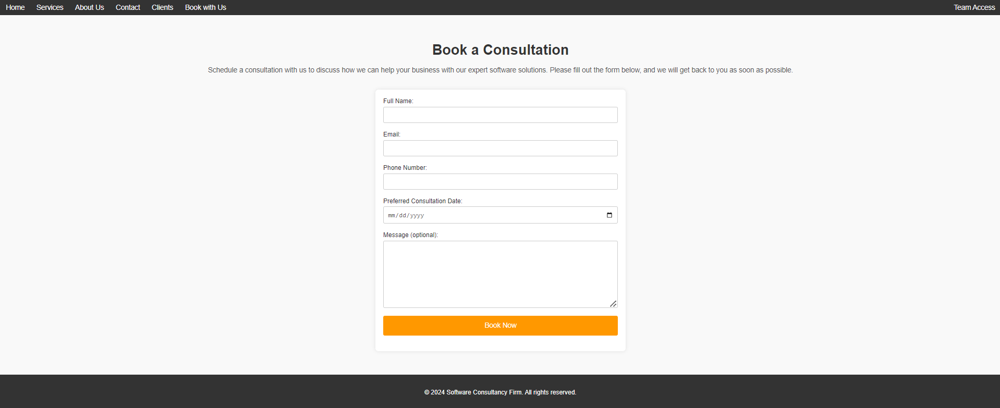 Home Services About Us Contact Clients Book with Us Team Access
Book a Consultation
Schedule a consultation with us to discuss how we can help your business with our expert software solutions. Please fill out the form below, and we will get back to you as soon as possible.
Full Name:
Email:
Phone Number:
Preferred Consultation Date:
mm/dd/yyyy
Message (optional):
Book Now
© 2024 Software Consultancy Firm. All rights reserved.